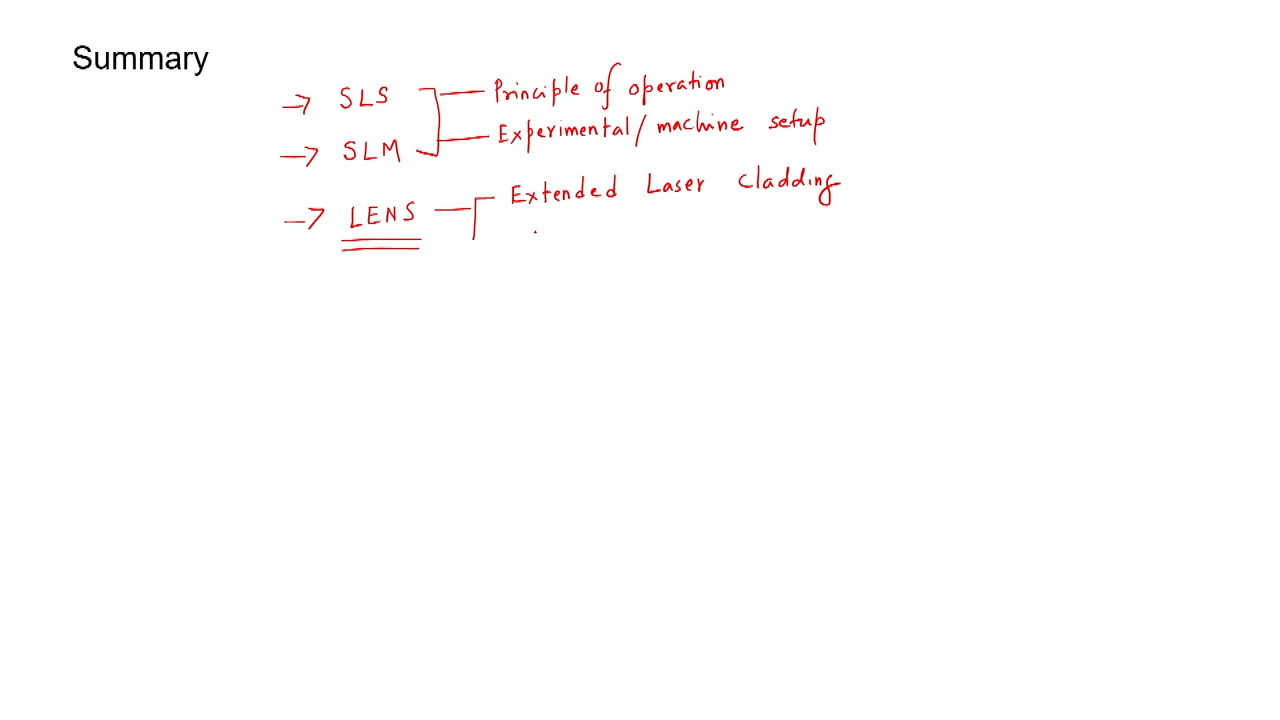 Summary
→ SLS — Principle of operation
→ SLM — Experimental/machine setup
→ LENS — Extended Laser cladding